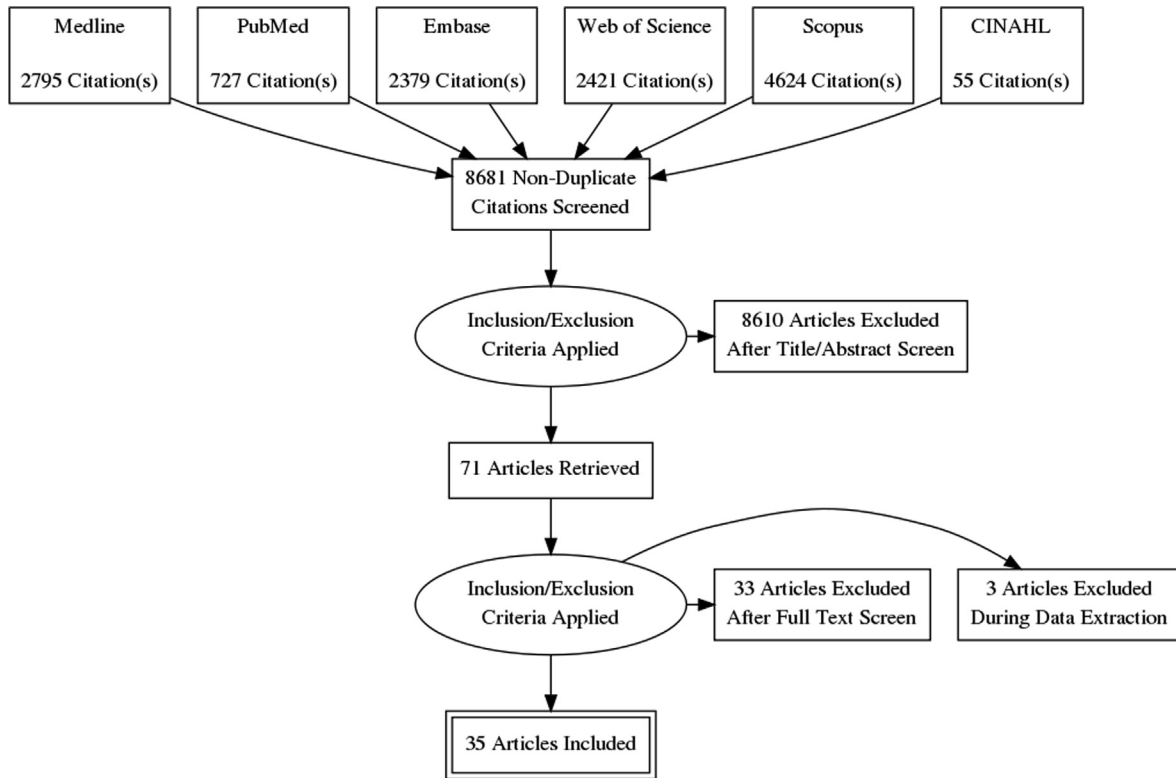 Medline
2795 Citation(s)
PubMed
727 Citation(s)
Embase
2379 Citation(s)
Web of Science
2421 Citation(s)
Scopus
4624 Citation(s)
CINAHL
55 Citation(s)
8681 Non-Duplicate
Citations Screened
Inclusion/Exclusion
Criteria Applied
8610 Articles Excluded
After Title/Abstract Screen
71 Articles Retrieved
Inclusion/Exclusion
Criteria Applied
33 Articles Excluded
After Full Text Screen
3 Articles Excluded
During Data Extraction
35 Articles Included